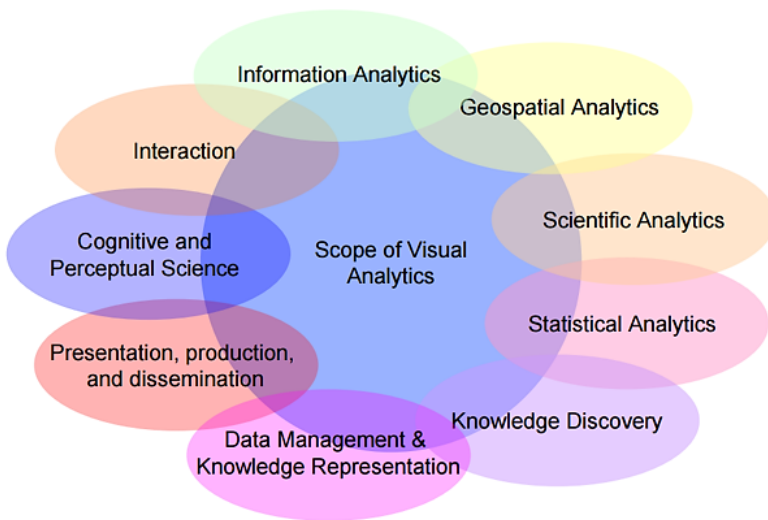 Information Analytics
Geospatial Analytics
Interaction
Scientific Analytics
Cognitive and
Perceptual Science
Scope of Visual
Analytics
Statistical Analytics
Presentation, production,
and dissemination
Knowledge Discovery
Data Management &
Knowledge Representation